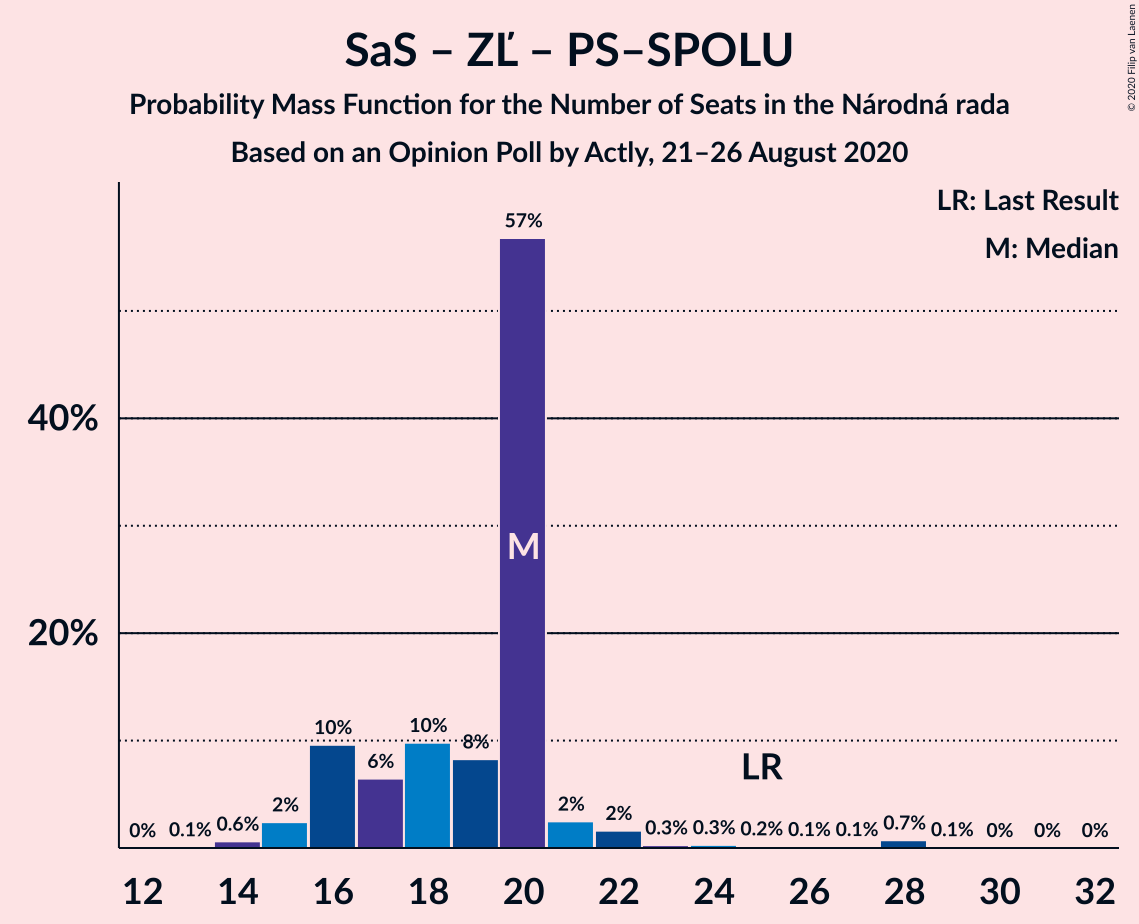 SaS – ZĽ – PS–SPOLU
Probability Mass Function for the Number of Seats in the Národná rada
Based on an Opinion Poll by Actly, 21–26 August 2020
© 2020 Filip van Laenen
LR: Last Result
M: Median
57%
40%
M
20%
10%
10%
8%
6%
LR
2%
2%
2%
0%
0.1%
0.6%
0.3%
0.3%
0.2%
0.1%
0.1%
0.7%
0.1%
0%
0%
0%
12 14 16 18 20 22 24 26 28 30 32